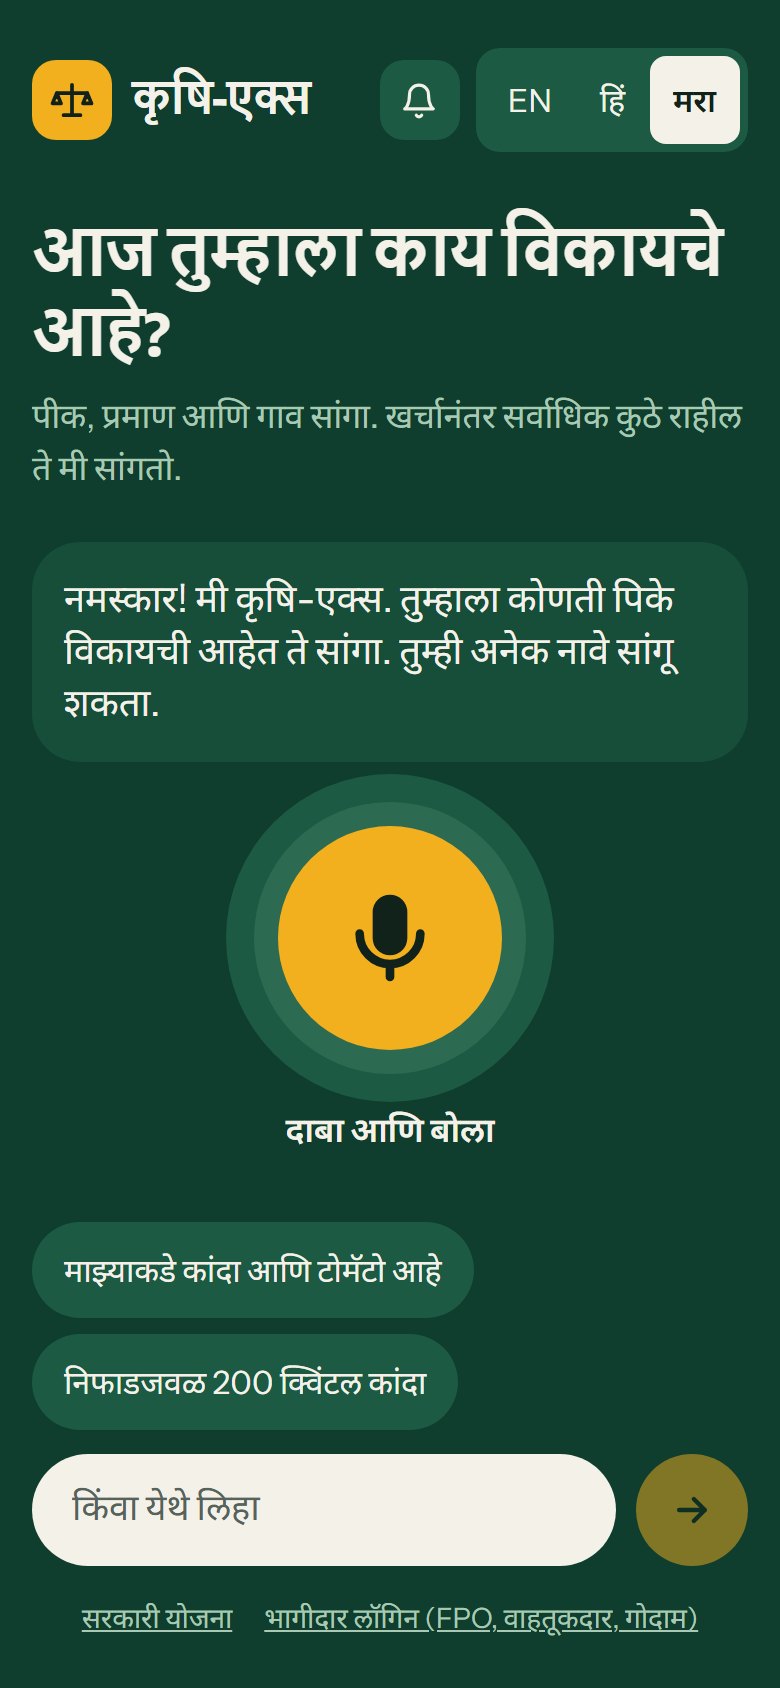 कृषि-एक्स
EN
हिं
मरा
आज तुम्हाला काय विकायचे
आहे?
पीक, प्रमाण आणि गाव सांगा. खर्चानंतर सर्वाधिक कुठे राहील
ते मी सांगतो.
नमस्कार! मी कृषि-एक्स. तुम्हाला कोणती पिके
विकायची आहेत ते सांगा. तुम्ही अनेक नावे सांगू
शकता.
दाबा आणि बोला
माझ्याकडे कांदा आणि टोमॅटो आहे
निफाडजवळ 200 क्विंटल कांदा
किंवा येथे लिहा
सरकारी योजना
भागीदार लॉगिन (FPO, वाहतूकदार, गोदाम)